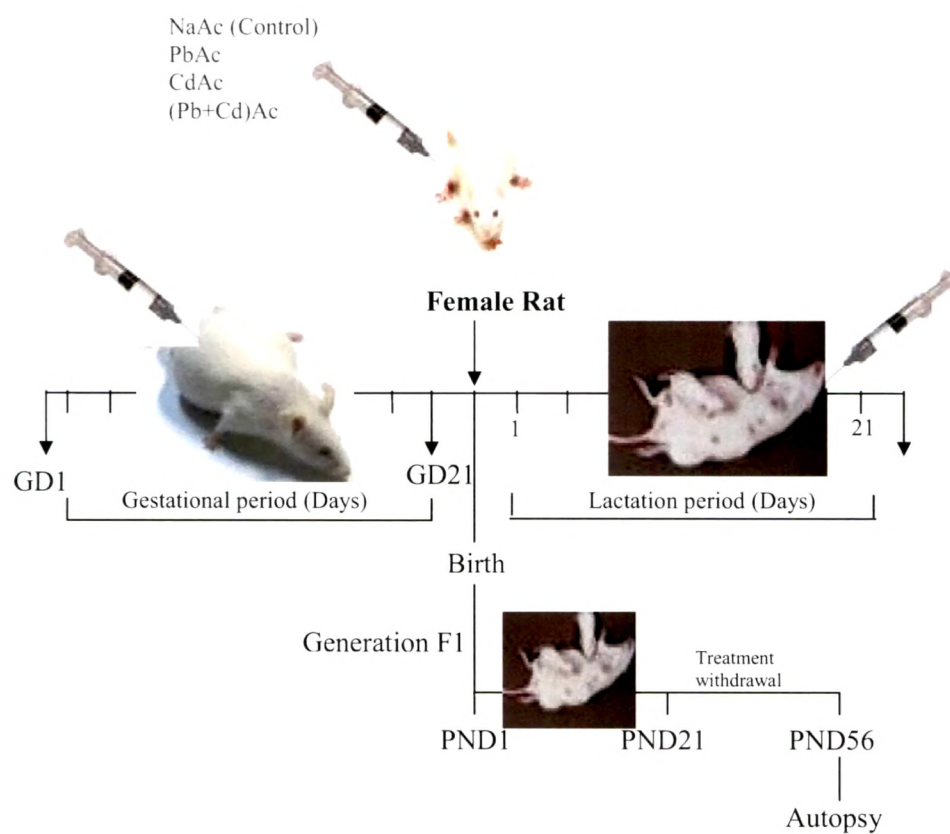 NaAc (Control)
PbAc
CdAc
(Pb+Cd)Ac
Female Rat
1
21
GD1
GD21
Gestational period (Days)
Lactation period (Days)
Birth
Generation F1
Treatment
withdrawal
PND1
PND21
PND56
Autopsy